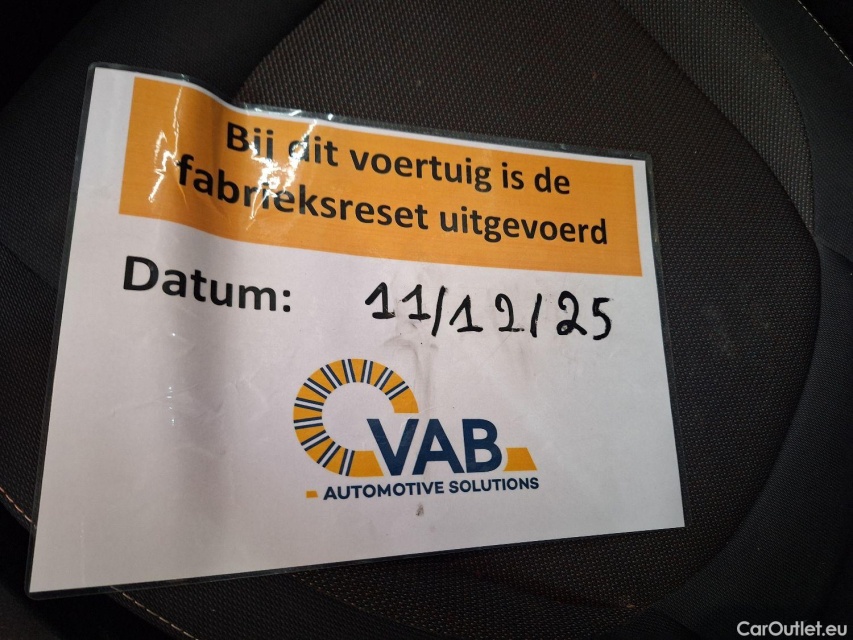 Bij dit voertuig is de
fabrieksreset uitgevoerd
Datum: 11/12/25
VAB
AUTOMOTIVE SOLUTIONS
CarOutlet.eu